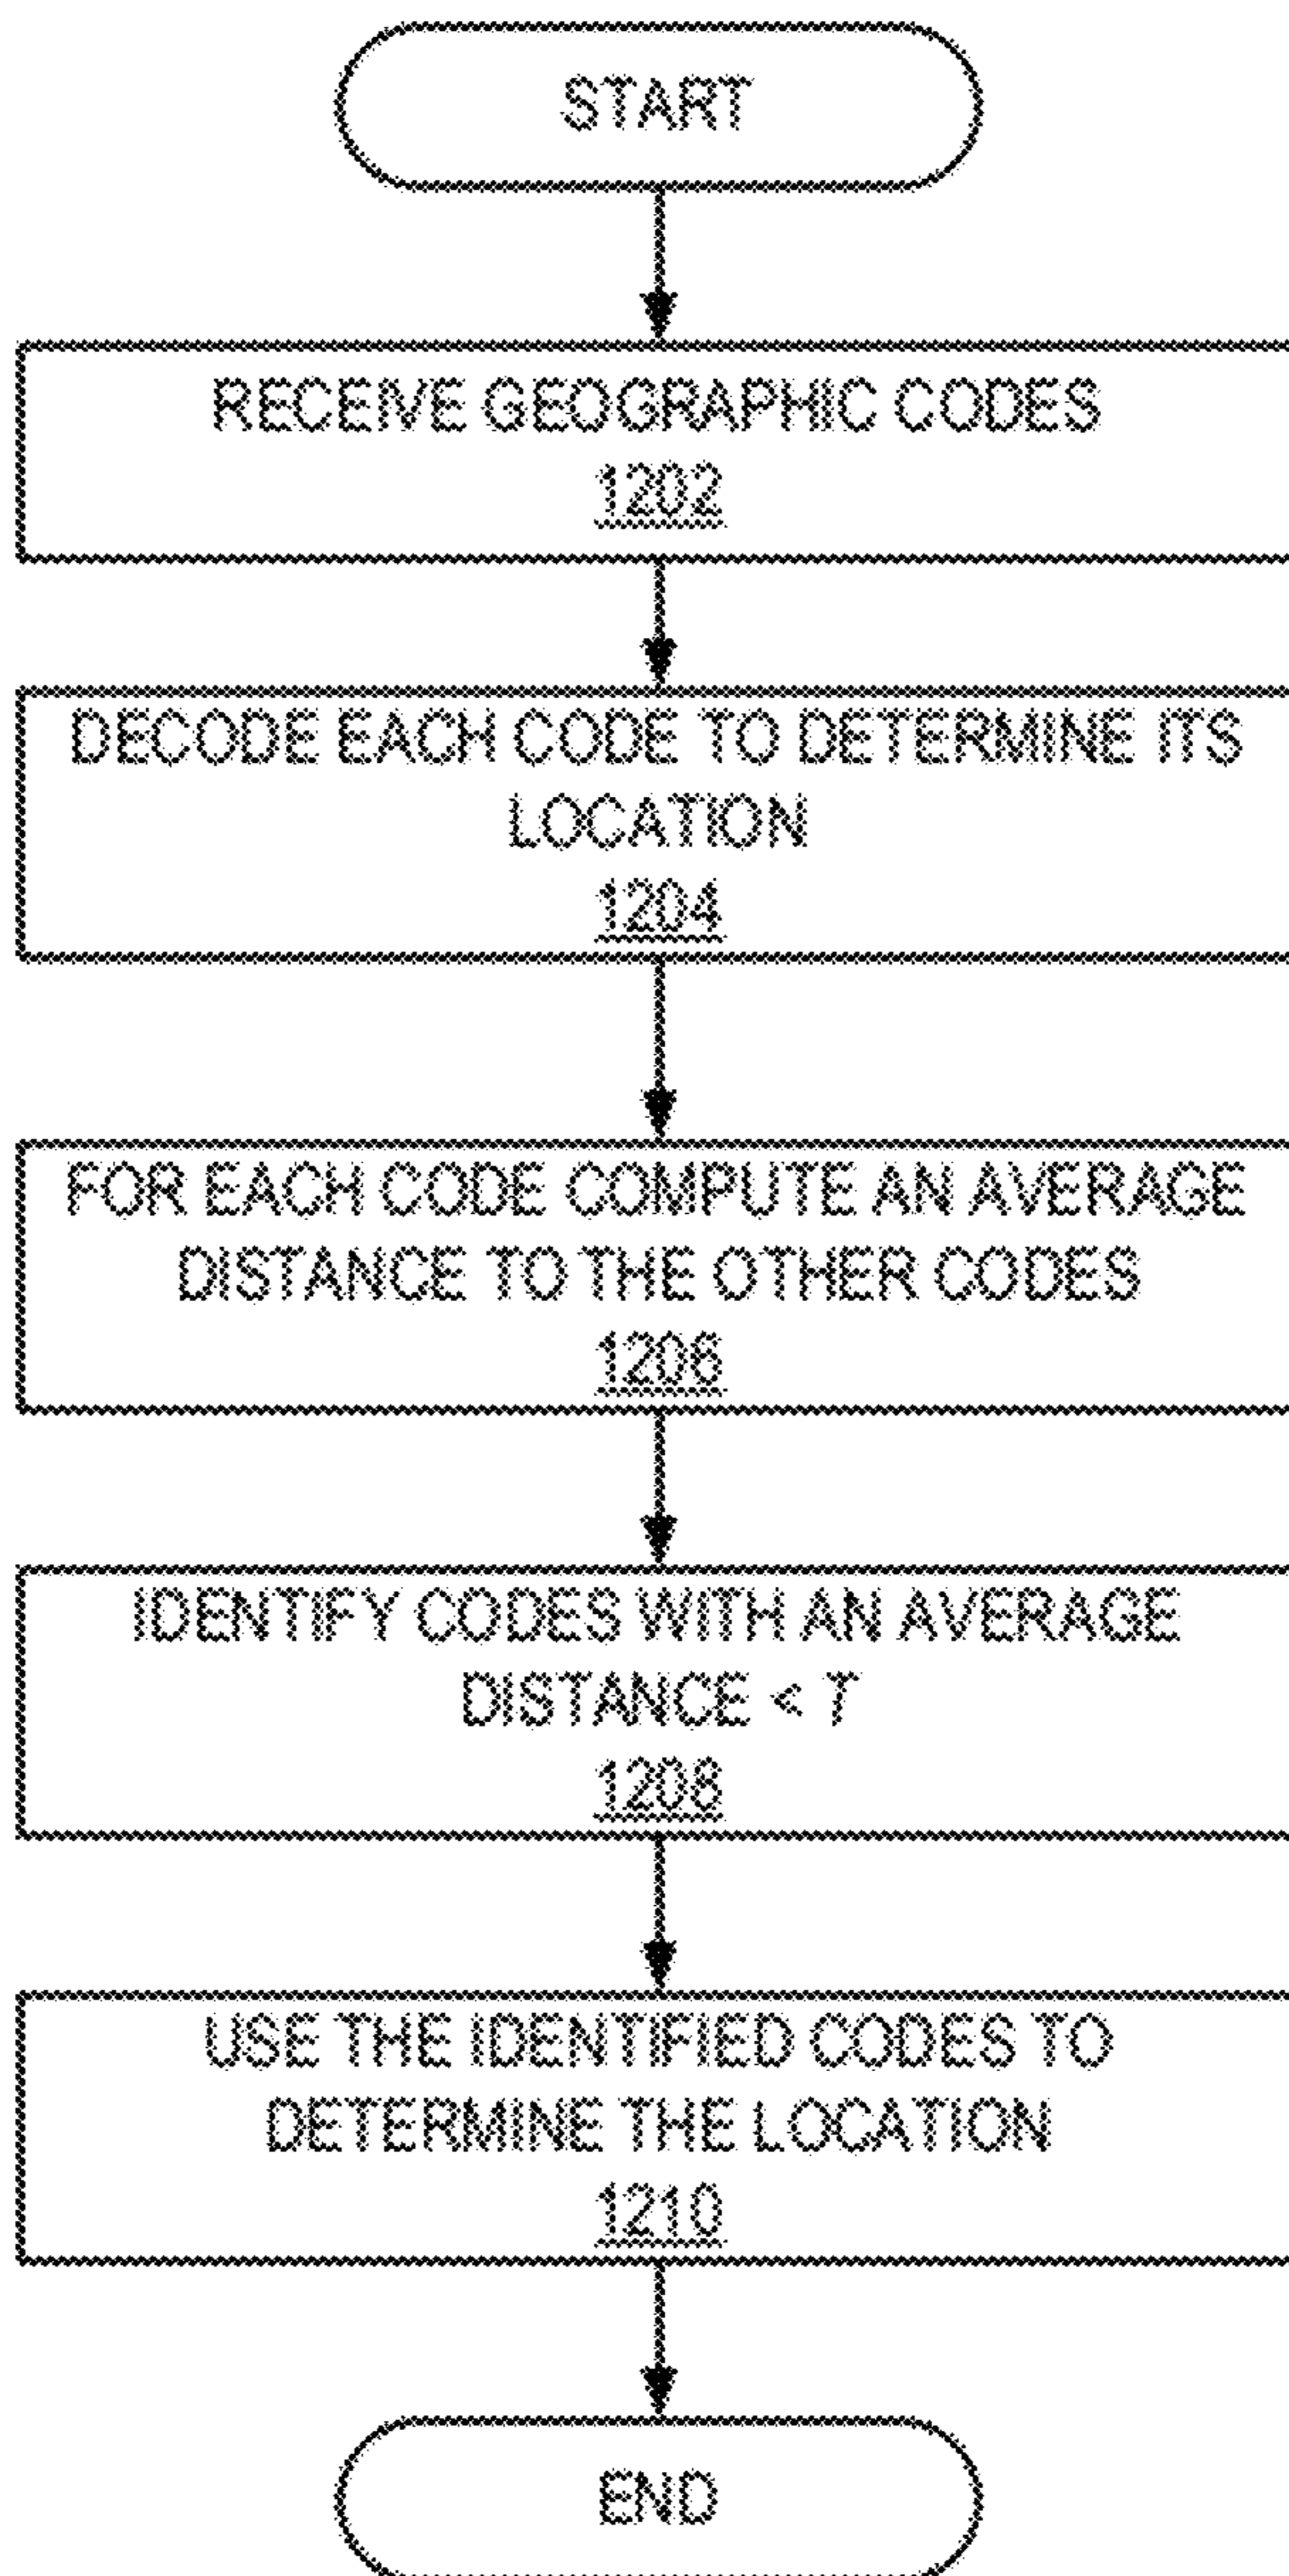 START
RECEIVE GEOGRAPHIC CODES
1202
DECODE EACH CODE TO DETERMINE ITS
LOCATION
1204
FOR EACH CODE COMPUTE AN AVERAGE
DISTANCE TO THE OTHER CODES
1206
IDENTIFY CODES WITH AN AVERAGE
DISTANCE < T
1208
USE THE IDENTIFIED CODES TO
DETERMINE THE LOCATION
1210
END